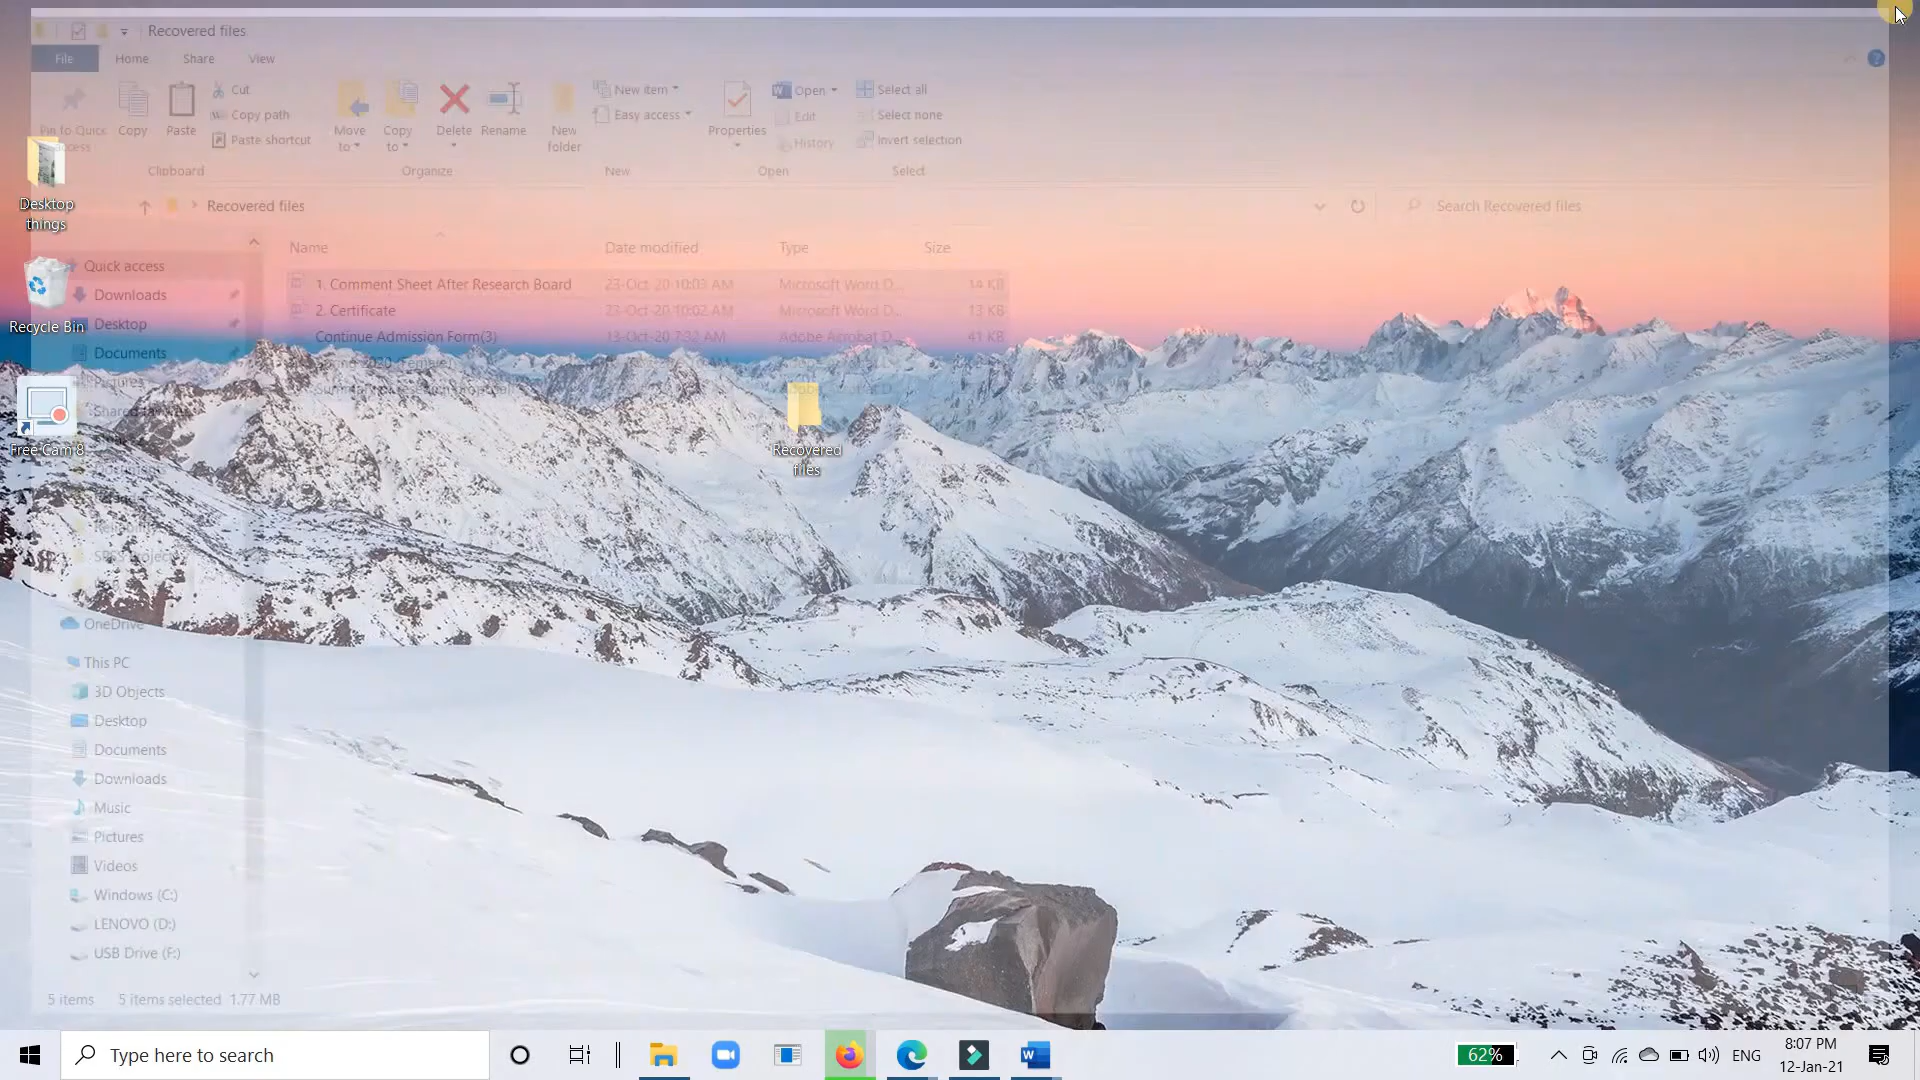 Recovered files
File Home Share View
Pin to Quick access
Copy
Paste
Cut
Copy path
Paste shortcut
Move to
Copy to
Delete
Rename
New folder
New item
Easy access
Properties
Open
Edit
History
Select all
Select none
Invert selection
Clipboard Organize New Open Select
Recovered files
Search Recovered files
Name Date modified Type Size
1. Comment Sheet After Research Board 23-Oct-20 10:03 AM Microsoft Word D... 14 KB
2. Certificate 23-Oct-20 10:02 AM Microsoft Word D... 13 KB
Continue Admission Form(3) 13-Oct-20 7:32 AM Adobe Acrobat D... 41 KB
Desktop things
Recycle Bin
Free Cam 8
Recovered files
Quick access
Downloads
Desktop
Documents
Pictures
OneDrive
This PC
3D Objects
Desktop
Documents
Downloads
Music
Pictures
Videos
Windows (C:)
LENOVO (D:)
USB Drive (F:)
5 items 5 items selected 1.77 MB
Type here to search
62%
ENG
8:07 PM
12-Jan-21